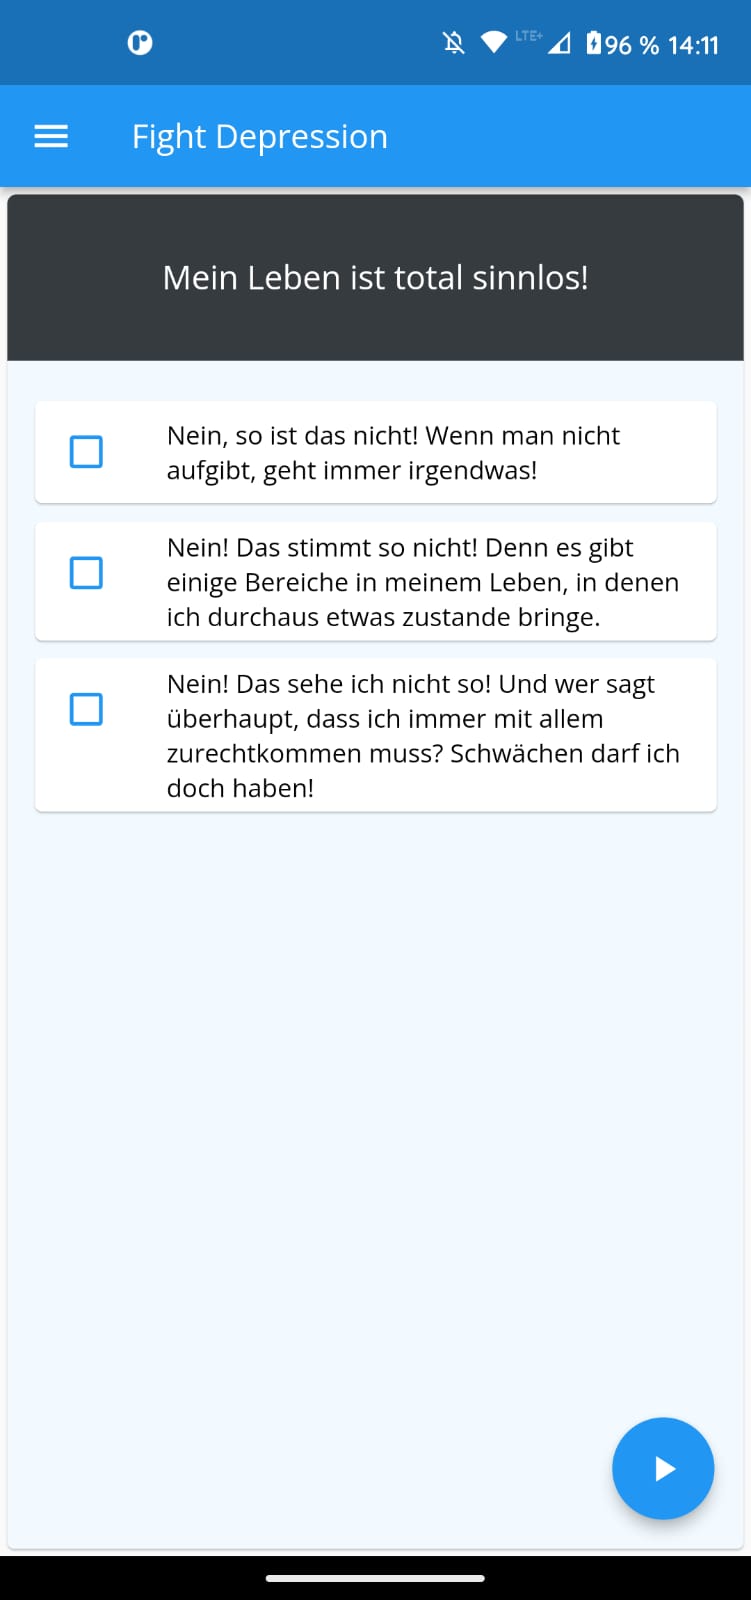 LTE+ 96 % 14:11
Fight Depression
Mein Leben ist total sinnlos!
Nein, so ist das nicht! Wenn man nicht
aufgibt, geht immer irgendwas!
Nein! Das stimmt so nicht! Denn es gibt
einige Bereiche in meinem Leben, in denen
ich durchaus etwas zustande bringe.
Nein! Das sehe ich nicht so! Und wer sagt
überhaupt, dass ich immer mit allem
zurechtkommen muss? Schwächen darf ich
doch haben!